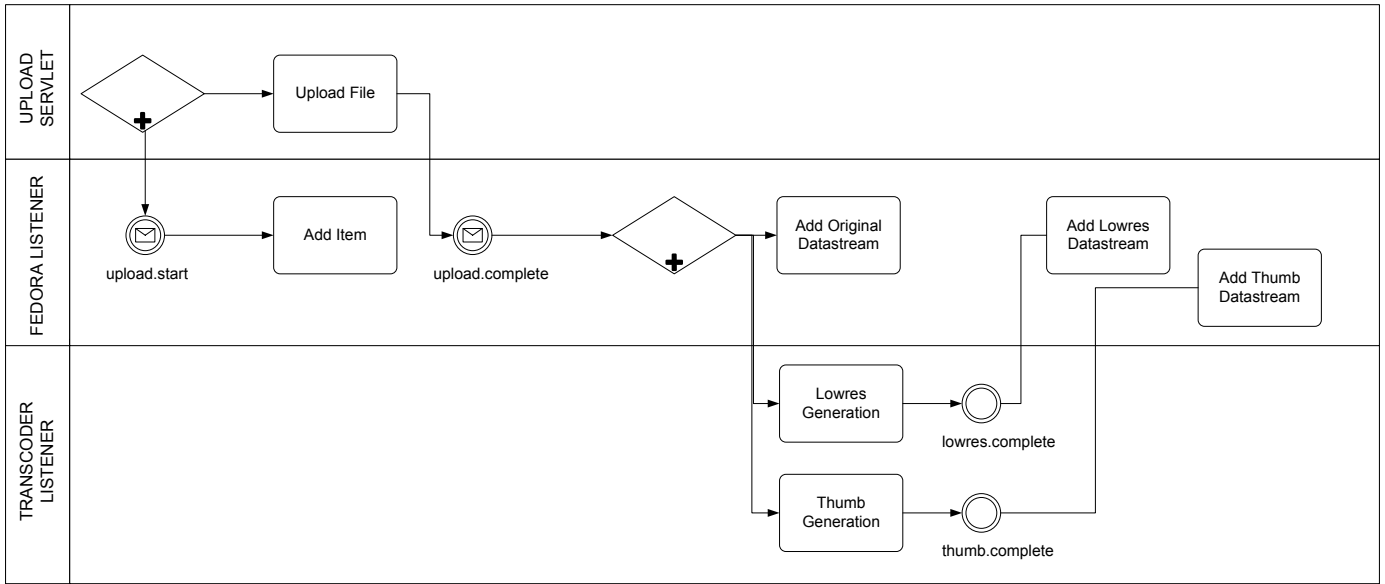 UPLOAD
SERVLET
Upload File
FEDORA LISTENER
upload.start
Add Item
upload.complete
Add Original
Datastream
Add Lowres
Datastream
Add Thumb
Datastream
TRANSCODER
LISTENER
Lowres
Generation
lowres.complete
Thumb
Generation
thumb.complete